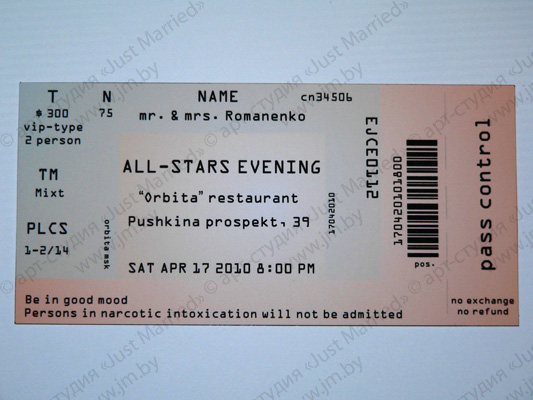 T N NAME cn34506
$ 300 75 mr. & mrs. Romanenko
vip-type
2 person
TM
Mixt
PLCS
1-2/14
orbita msk
ALL-STARS EVENING
"Orbita" restaurant
Pushkina prospekt, 39
SAT APR 17 2010 8:00 PM
17042010
EJCE0112
170420101800
pos.
pass control
Be in good mood
Persons in narcotic intoxication will not be admitted
no exchange
no refund
© арт-студия «Just Married»
www.jm.by